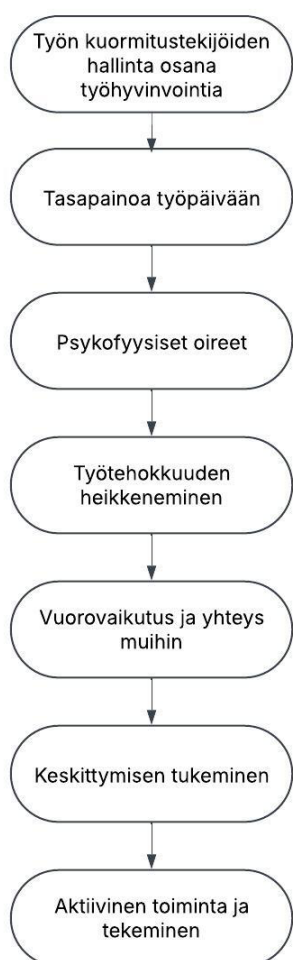 Työn kuormitustekijöiden
hallinta osana
työhyvinvointia
Tasapainoa työpäivään
Psykofyysiset oireet
Työtehokkuuden
heikkeneminen
Vuorovaikutus ja yhteys
muihin
Keskittymisen tukeminen
Aktiivinen toiminta ja
tekeminen